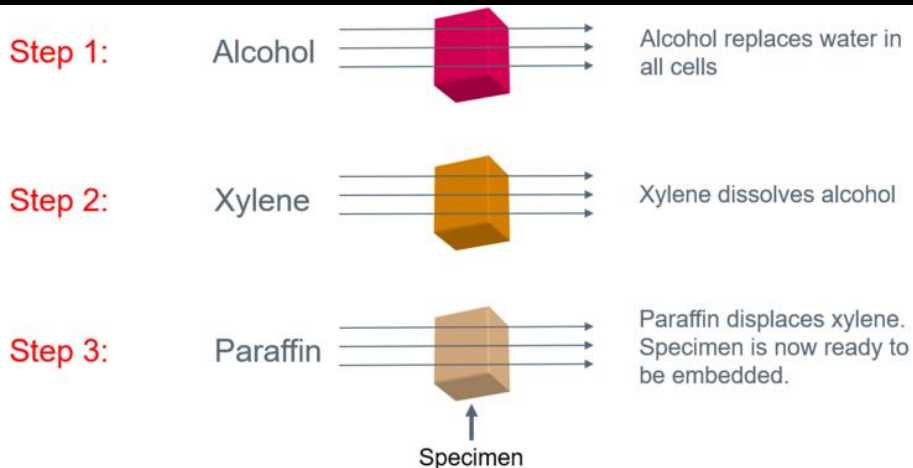 Step 1:
Alcohol
Alcohol replaces water in
all cells
Step 2:
Xylene
Xylene dissolves alcohol
Step 3:
Paraffin
Paraffin displaces xylene.
Specimen is now ready to
be embedded.
Specimen